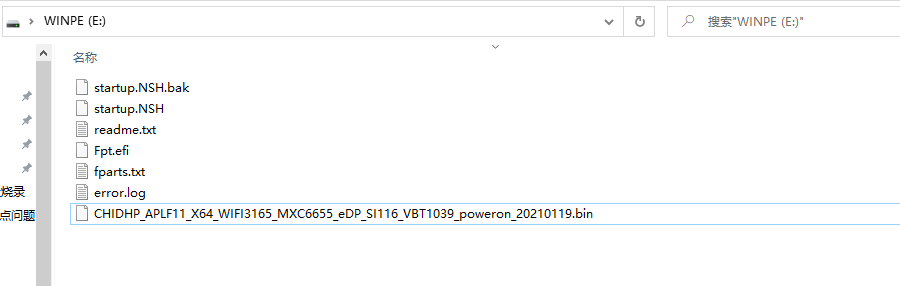 WINPE (E:)
搜索"WINPE (E:)"
名称
startup.NSH.bak
startup.NSH
readme.txt
Fpt.efi
fparts.txt
error.log
烧录
CHIDHP_APLF11_X64_WIFI3165_MXC6655_eDP_SI116_VBT1039_poweron_20210119.bin
点问题